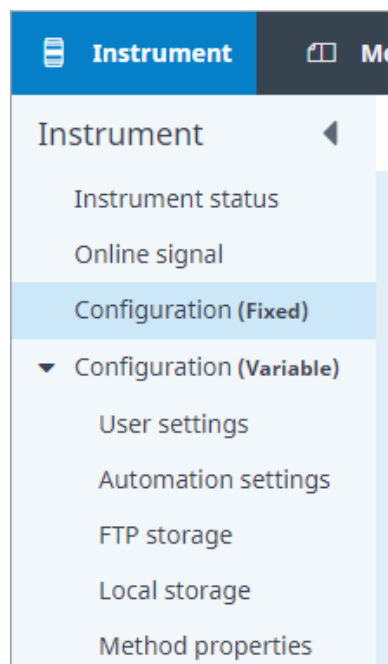 Instrument
Instrument
Instrument status
Online signal
Configuration (Fixed)
Configuration (Variable)
User settings
Automation settings
FTP storage
Local storage
Method properties